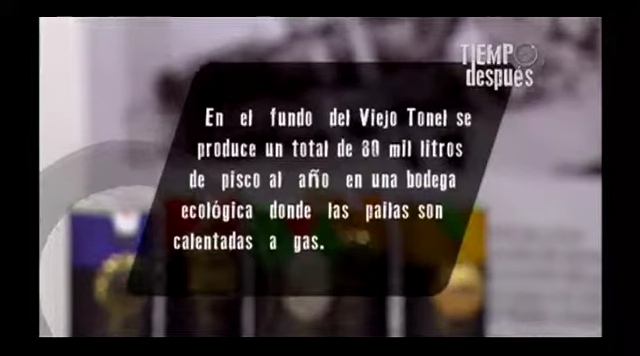 TIEMPO
después
En el fundo del Viejo Tonel se
produce un total de 80 mil litros
de pisco al año en una bodega
ecológica donde las pailas son
calentadas a gas.